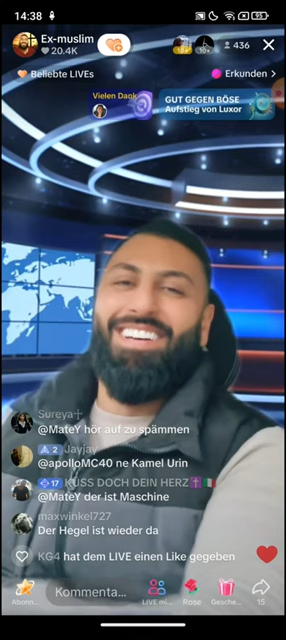 14:38
95
Ex-muslim
20.4K
436
Beliebte LIVEs
Erkunden
Vielen Dank
GUT GEGEN BÖSE
Aufstieg von Luxor
Sureya
@MateY hör auf zu spämmen
2 Jayjay
@apolloMC40 ne Kamel Urin
17 KÜSS DOCH DEIN HERZ
@MateY der ist Maschine
maxwinkel727
Der Hegel ist wieder da
KG4 hat dem LIVE einen Like gegeben
Abonn...
Kommenta...
LIVE mi...
Rose
Gesche...
15